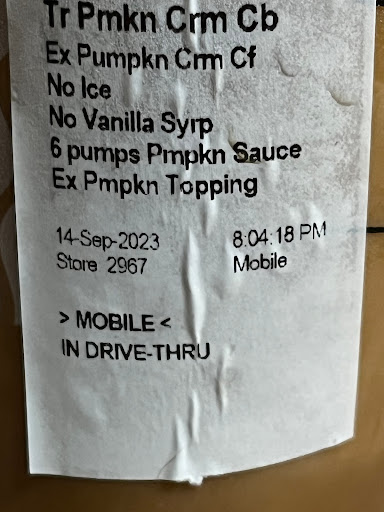 Tr Pmkn Crm Cb
Ex Pumpkn Crm Cf
No Ice
No Vanilla Syrp
6 pumps Pmpkn Sauce
Ex Pmpkn Topping
14-Sep-2023 8:04:18 PM
Store 2967 Mobile
> MOBILE <
IN DRIVE-THRU